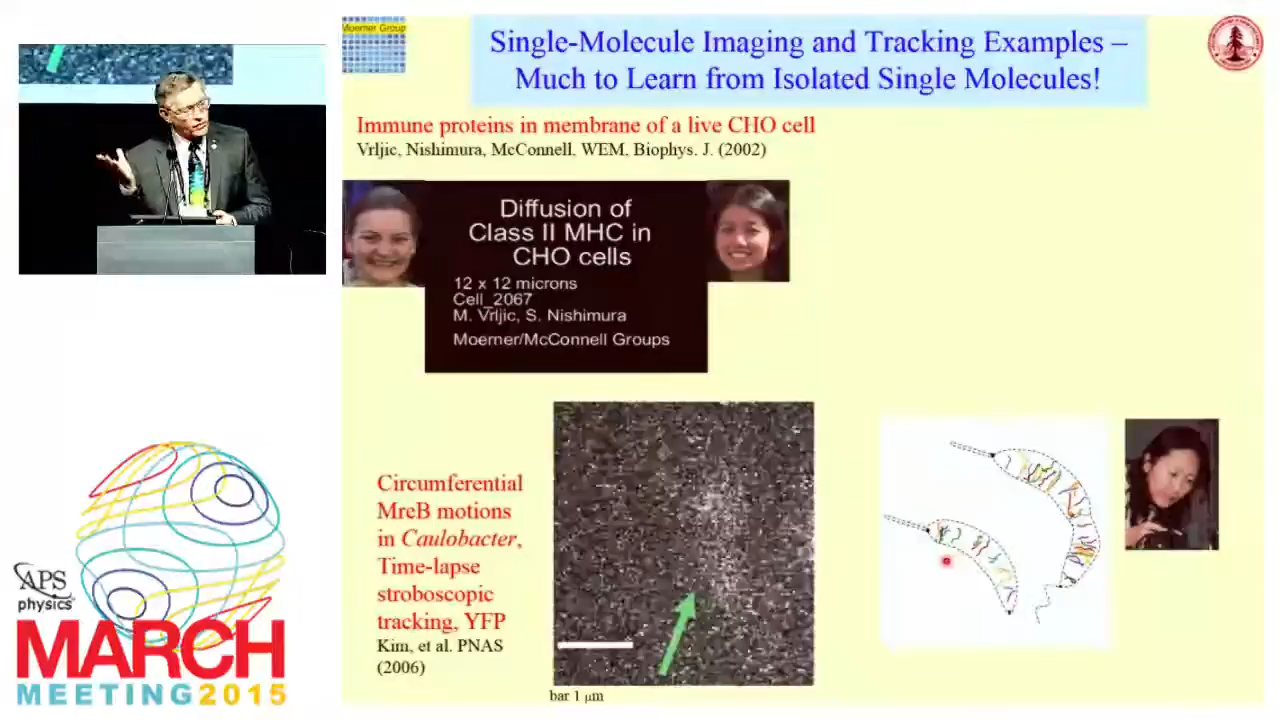 Moerner Group
Single-Molecule Imaging and Tracking Examples –
Much to Learn from Isolated Single Molecules!
Immune proteins in membrane of a live CHO cell
Vrljic, Nishimura, McConnell, WEM, Biophys. J. (2002)
Diffusion of
Class II MHC in
CHO cells
12 x 12 microns
Cell_2067
M. Vrljic, S. Nishimura
Moerner/McConnell Groups
Circumferential
MreB motions
in Caulobacter,
Time-lapse
stroboscopic
tracking, YFP
Kim, et al. PNAS
(2006)
bar 1 μm
APS
physics
MARCH
MEETING2015